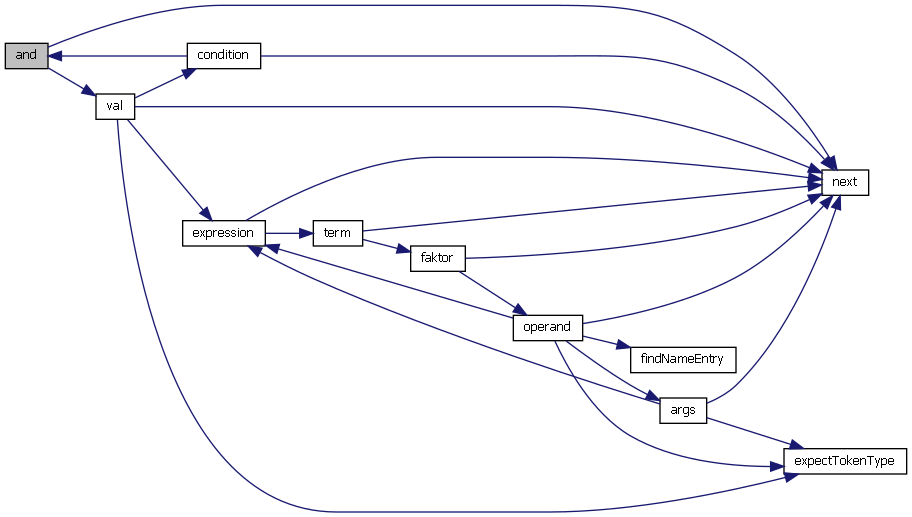 and
condition
val
next
expression
term
faktor
operand
findNameEntry
args
expectTokenType